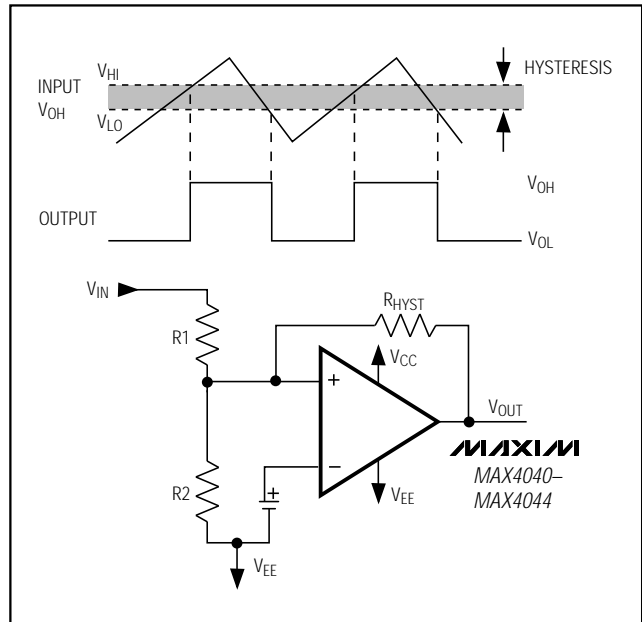 VHI
HYSTERESIS
INPUT
VOH
VLO
VOH
OUTPUT
VOL
VIN
RHYST
R1
VCC
+
VOUT
MAXIM
−
R2
+
MAX4040–
MAX4044
VEE
VEE